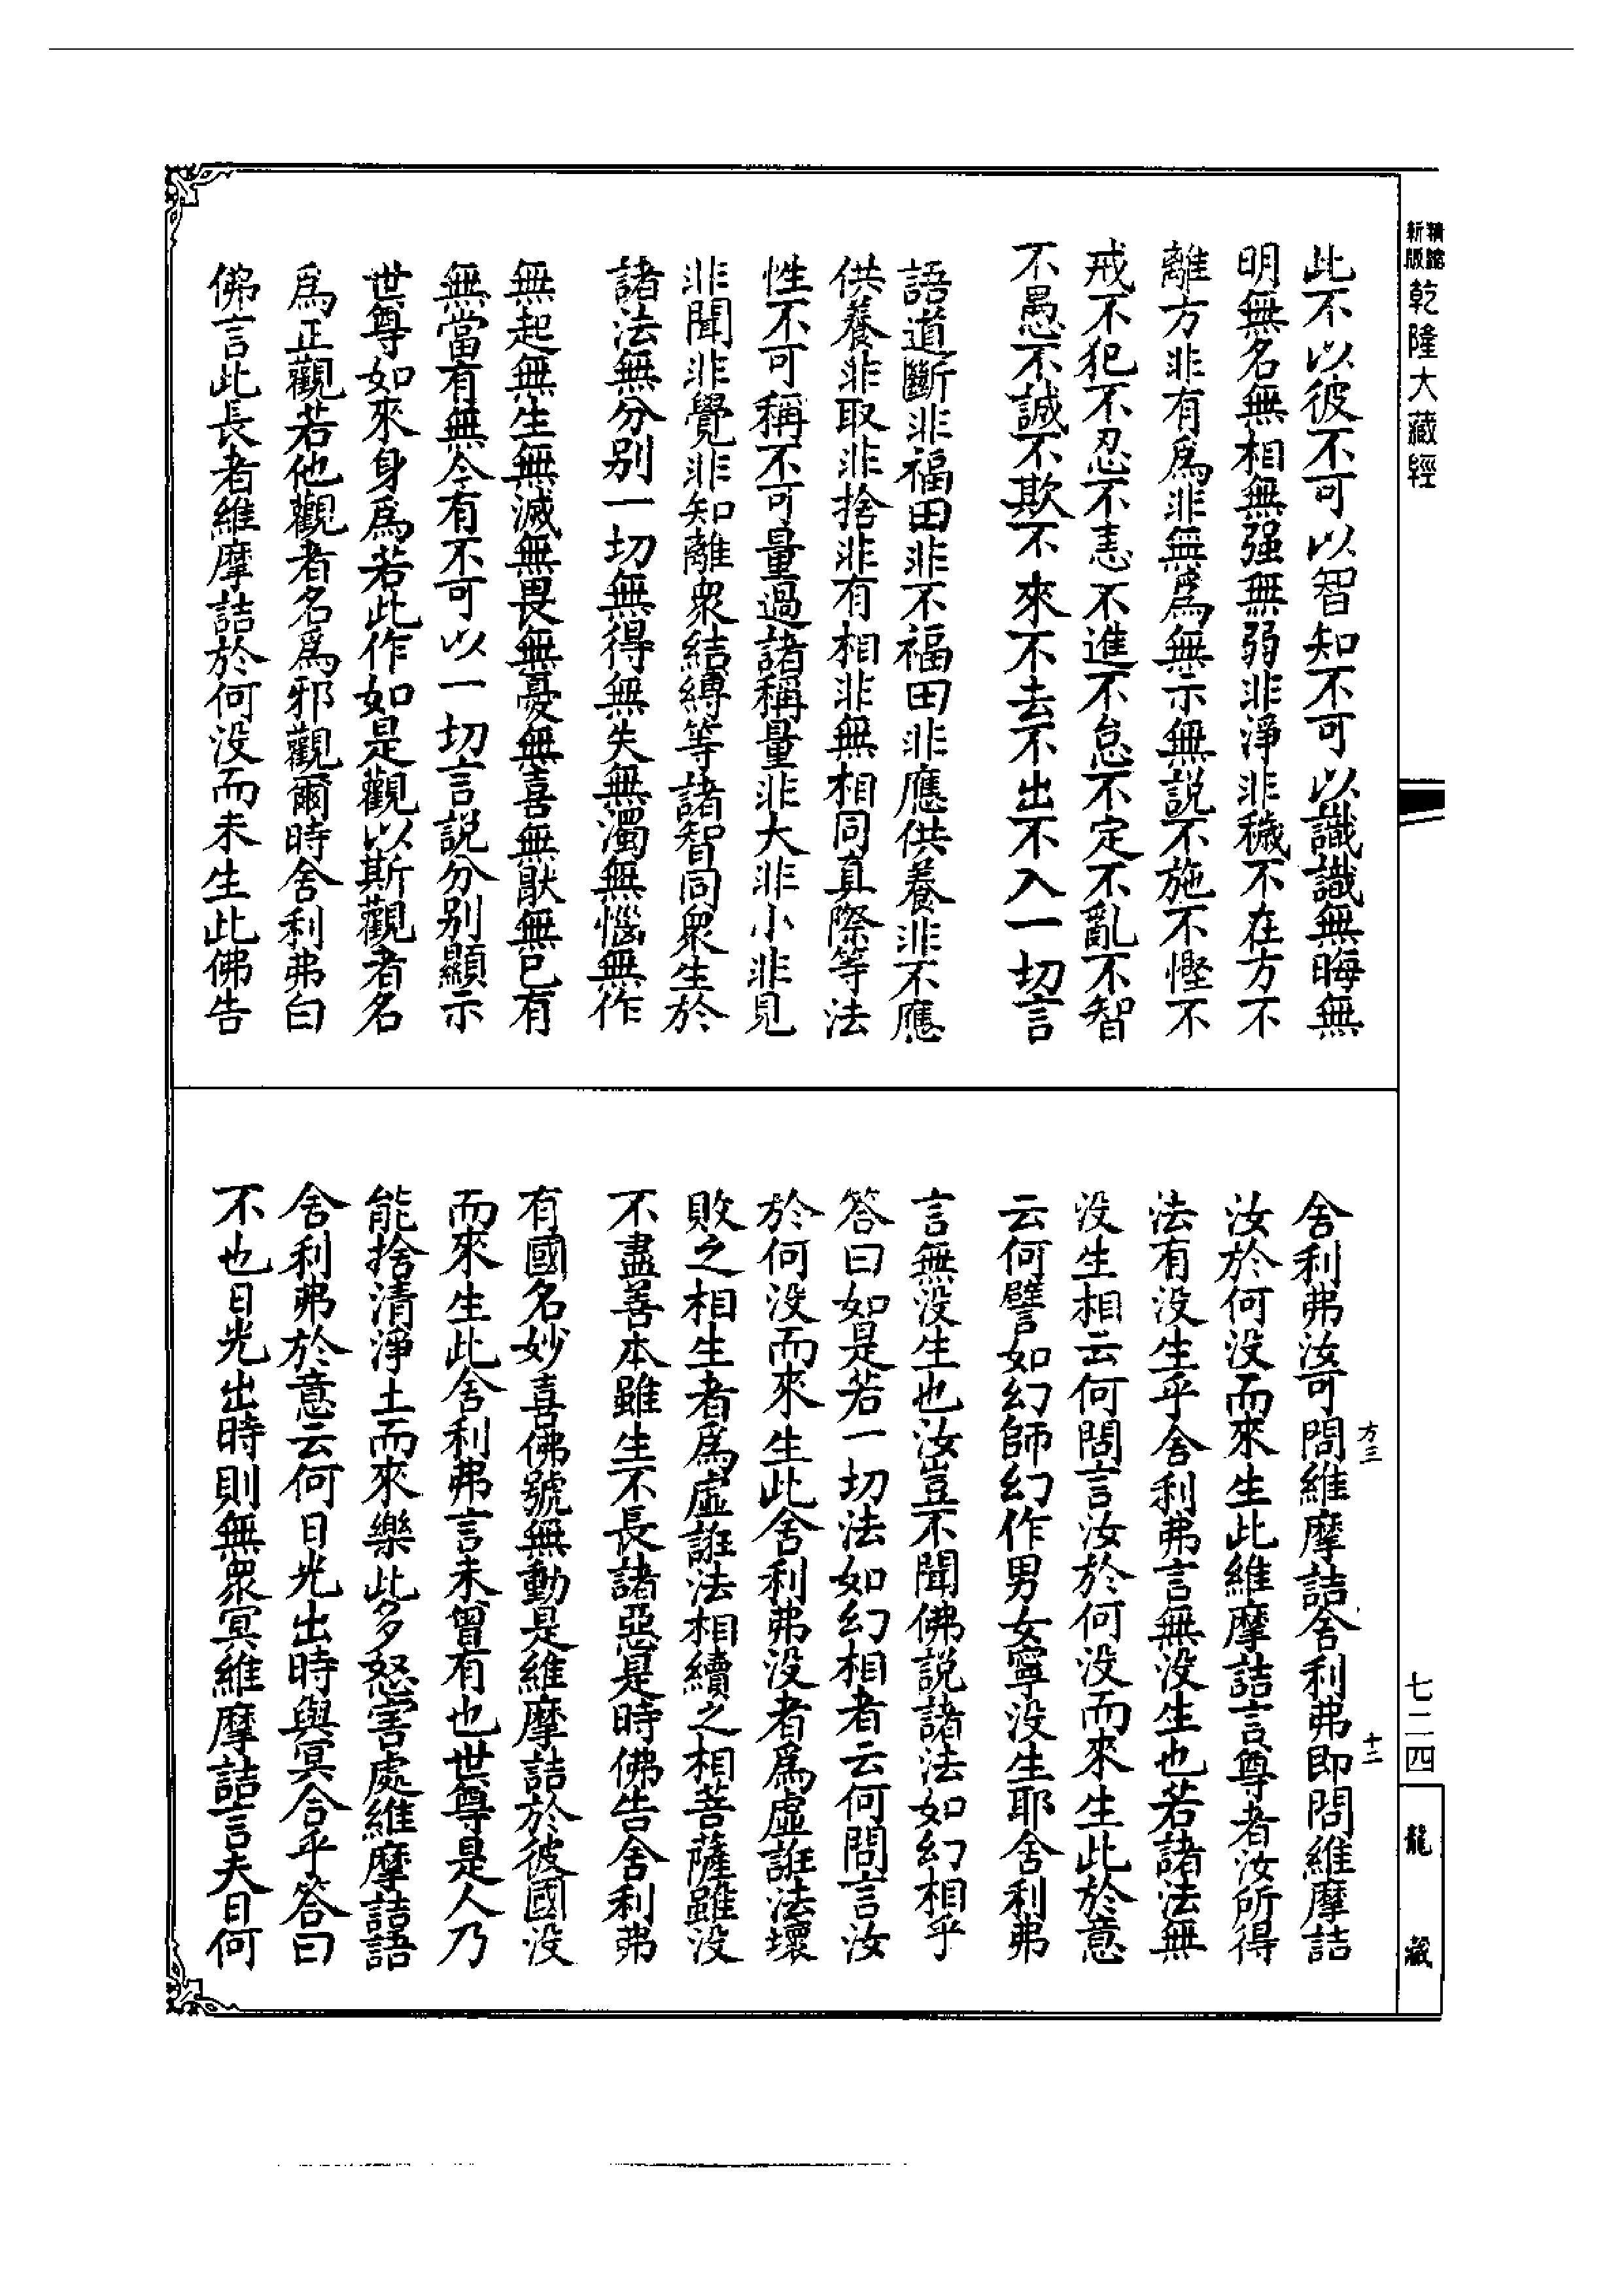 精鐫
新版
乾隆大藏經
此不以彼不可以智知不可以識識無晦無
明無名無相無强無弱非淨非穢不在方不
離方非有爲非無爲無示無說不施不慳不
戒不犯不忍不恚不進不怠不定不亂不智
不愚不誠不欺不來不去不出不入一切言
語道斷非福田非不福田非應供養非不應
供養非取非捨非有相非無相同真際等法
性不可稱不可量過諸稱量非大非小非見
非聞非覺非知離衆結縛等諸智同衆生於
諸法無分别一切無得無失無濁無惱無作
無起無生無滅無畏無憂無喜無猒無已有
無當有無今有不可以一切言說分别顯示
世尊如來身爲若此作如是觀以斯觀者名
爲正觀若他觀者名爲邪觀爾時舍利弗白
佛言此長者維摩詰於何没而未生此佛告
舍利弗汝可問維摩詰舍利弗即問維摩詰
汝於何没而來生此維摩詰言尊者汝所得
法有没生乎舍利弗言無没生也若諸法無
没生相云何問言汝於何没而來生此於意
云何譬如幻師幻作男女寧没生耶舍利弗
言無没生也汝豈不聞佛說諸法如幻相乎
答曰如是若一切法如幻相者云何問言汝
於何没而來生此舍利弗没者爲虛誑法壞
敗之相生者爲虛誑法相續之相菩薩雖没
不盡善本雖生不長諸惡是時佛告舍利弗
有國名妙喜佛號無動是維摩詰於彼國没
而來生此舍利弗言未曾有也世尊是人乃
能捨清淨土而來樂此多怒害處維摩詰語
舍利弗於意云何日光出時與冥合乎答曰
不也日光出時則無衆冥維摩詰言夫日何
方三
十二
七二四
龍藏